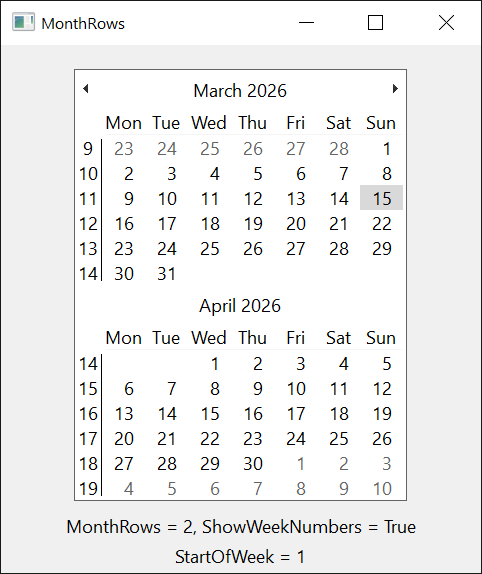 MonthRows
March 2026
Mon Tue Wed Thu Fri Sat Sun
9 23 24 25 26 27 28 1
10 2 3 4 5 6 7 8
11 9 10 11 12 13 14 15
12 16 17 18 19 20 21 22
13 23 24 25 26 27 28 29
14 30 31
April 2026
Mon Tue Wed Thu Fri Sat Sun
14 1 2 3 4 5
15 6 7 8 9 10 11 12
16 13 14 15 16 17 18 19
17 20 21 22 23 24 25 26
18 27 28 29 30 1 2 3
19 4 5 6 7 8 9 10
MonthRows = 2, ShowWeekNumbers = True
StartOfWeek = 1